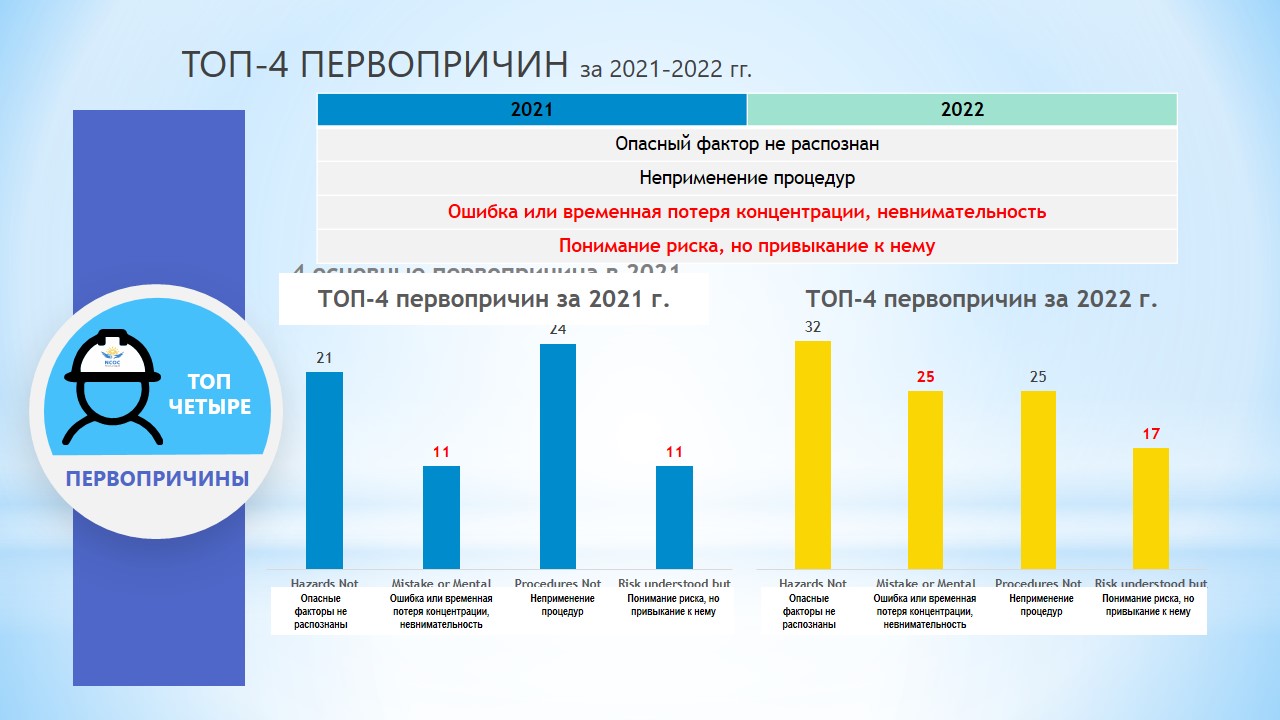 ТОП-4 ПЕРВОПРИЧИН за 2021-2022 гг.
2021
2022
Опасный фактор не распознан
Неприменение процедур
Ошибка или временная потеря концентрации, невнимательность
Понимание риска, но привыкание к нему
4 основные первопричина в 2021
ТОП-4 первопричин за 2021 г.
ТОП-4 первопричин за 2022 г.
24
21
11
11
32
25
25
17
ТОП
ЧЕТЫРЕ
ПЕРВОПРИЧИНЫ
NCOC
Hazards Not
Mistake or Mental
Procedures Not
Risk understood but
Опасные
факторы не
распознаны
Ошибка или временная
потеря концентрации,
невнимательность
Неприменение
процедур
Понимание риска, но
привыкание к нему
Hazards Not
Mistake or Mental
Procedures Not
Risk understood but
Опасные
факторы не
распознаны
Ошибка или временная
потеря концентрации,
невнимательность
Неприменение
процедур
Понимание риска, но
привыкание к нему